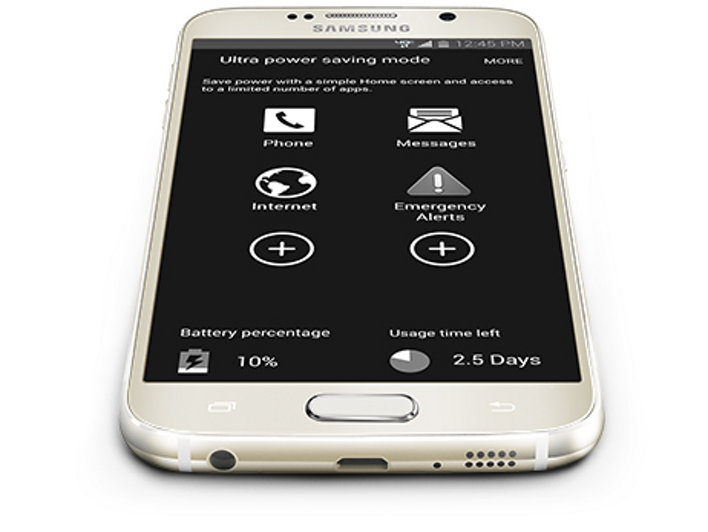 SAMSUNG
12:45 PM
Ultra power saving mode MORE
Save power with a simple Home screen and access
to a limited number of apps.
Phone Messages
Internet Emergency
Alerts
Battery percentage Usage time left
10% 2.5 Days